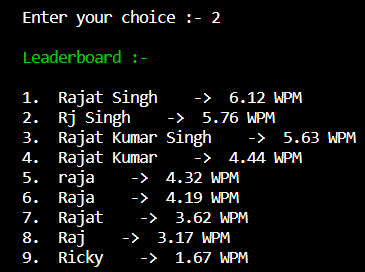 Enter your choice :- 2
Leaderboard :-
1.  Rajat Singh    ->  6.12 WPM
2.  Rj Singh    ->  5.76 WPM
3.  Rajat Kumar Singh    ->  5.63 WPM
4.  Rajat Kumar    ->  4.44 WPM
5.  raja    ->  4.32 WPM
6.  Raja    ->  4.19 WPM
7.  Rajat    ->  3.62 WPM
8.  Raj    ->  3.17 WPM
9.  Ricky    ->  1.67 WPM